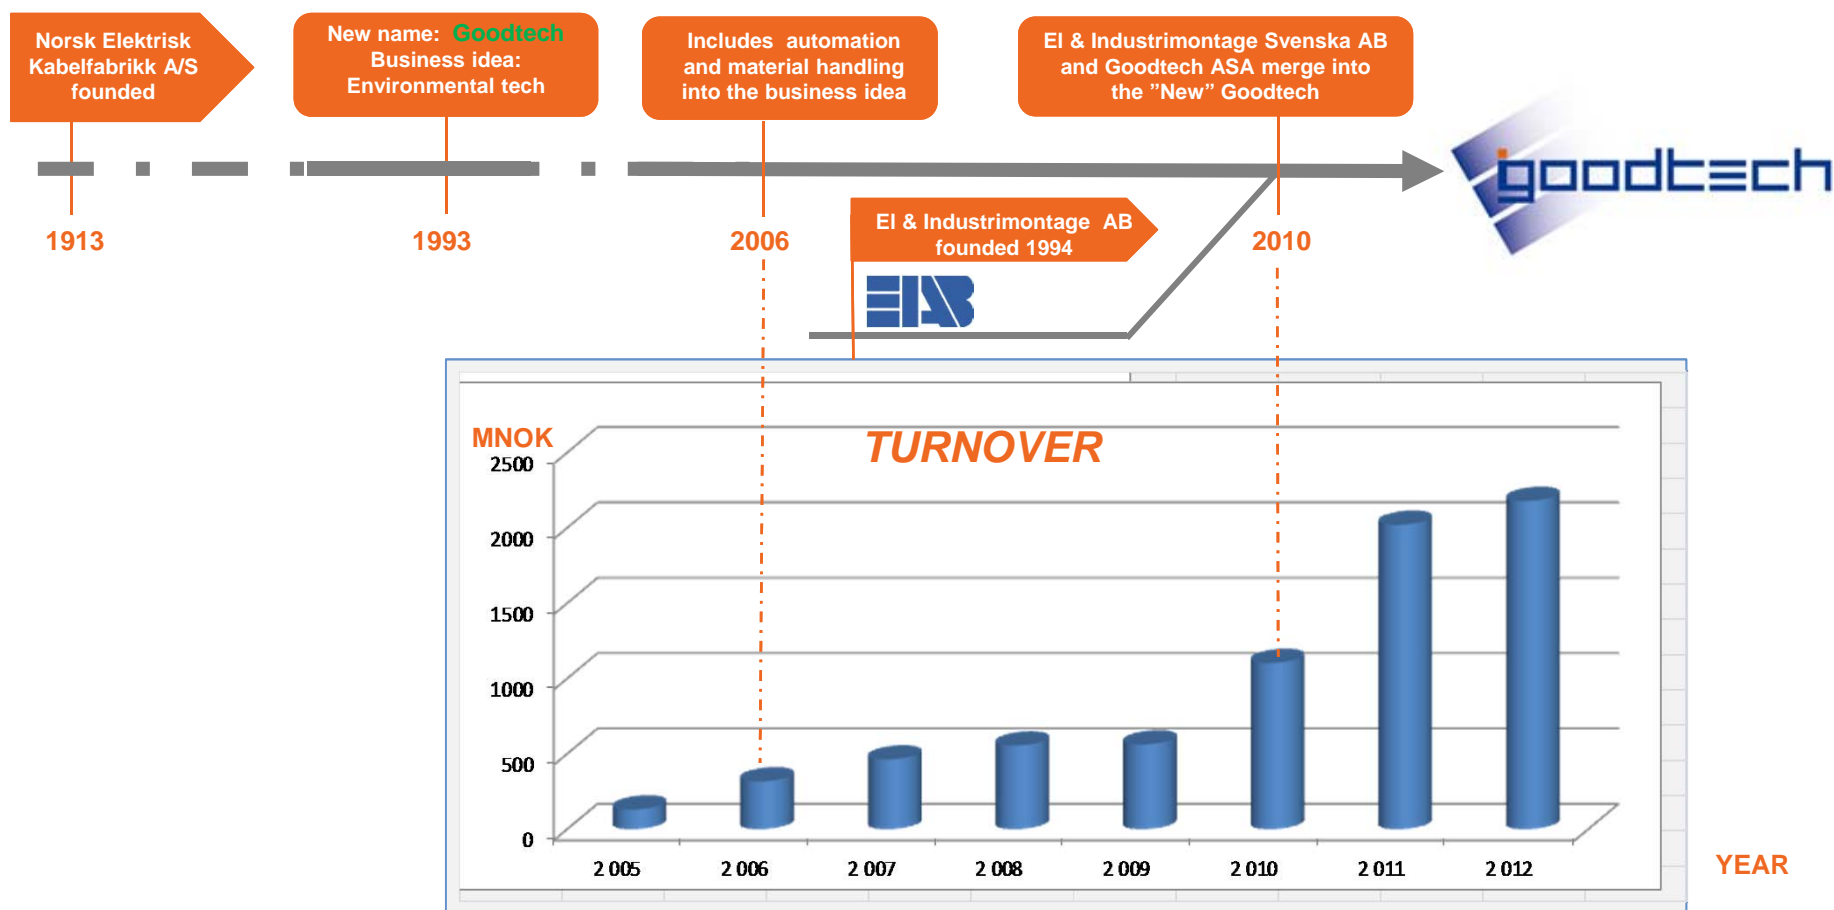 Norsk Elektrisk
Kabelfabrikk A/S
founded
New name: Goodtech
Business idea:
Environmental tech
Includes automation
and material handling
into the business idea
EI & Industrimontage Svenska AB
and Goodtech ASA merge into
the ”New” Goodtech
goodtech
1913
1993
2006
2010
EI & Industrimontage AB
founded 1994
EIAB
MNOK
TURNOVER
2500
2000
1500
1000
500
0
2 005
2 006
2 007
2 008
2 009
2 010
2 011
2 012
YEAR